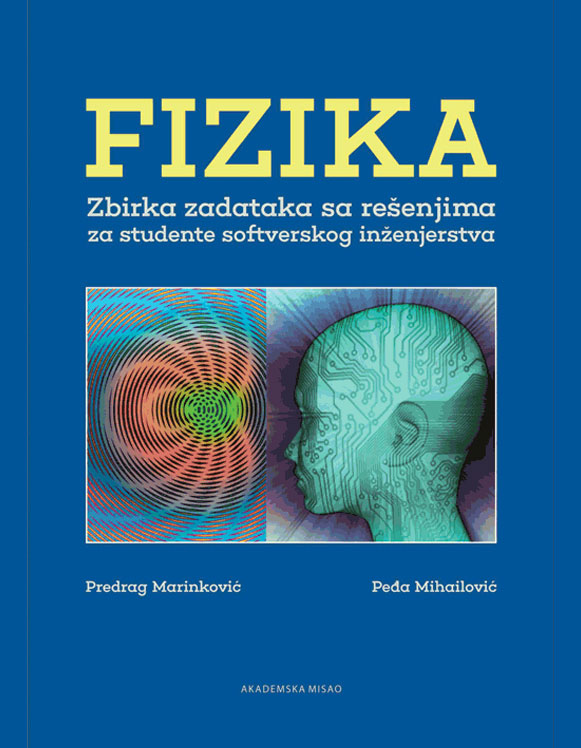 FIZIKA
Zbirka zadataka sa rešenjima
za studente softverskog inženjerstva
Predrag Marinković
Peđa Mihailović
AKADEMSKA MISAO